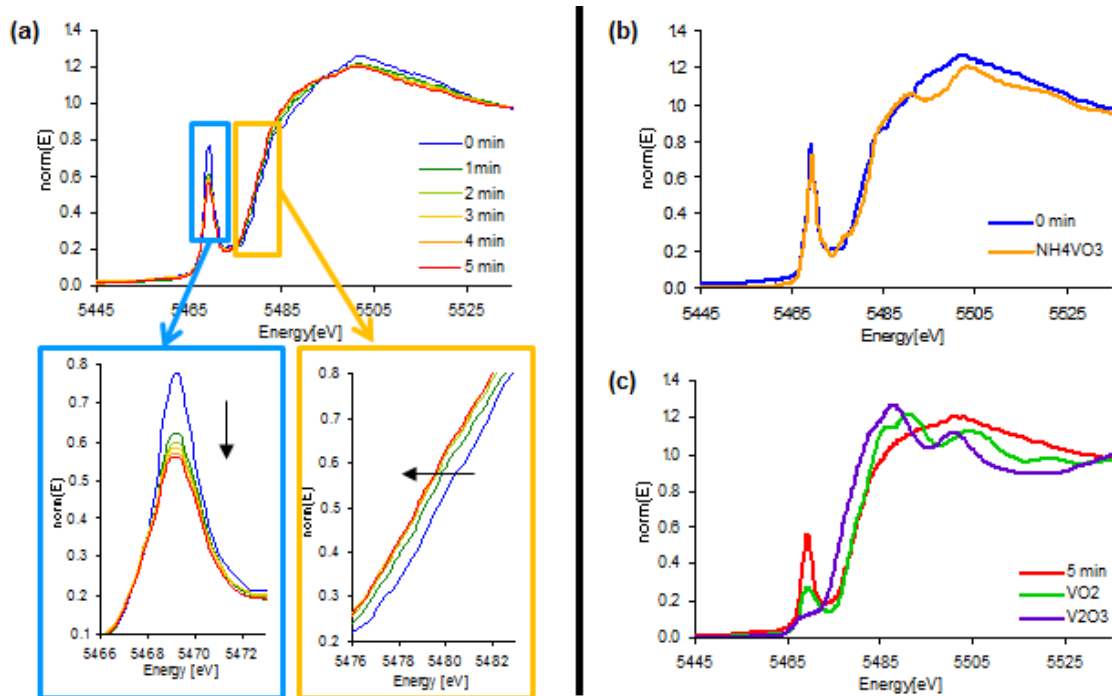 (a)
1.4
1.2
1.0
0.8
0.6
0.4
0.2
0.0
norm(E)
5445 5465 5485 5505 5525
Energy[eV]
0 min
1min
2 min
3 min
4 min
5 min
0.8
0.7
0.6
0.5
0.4
0.3
0.2
0.1
norm(E)
5466 5468 5470 5472
Energy [eV]
0.8
0.7
0.6
0.5
0.4
0.3
0.2
norm(E)
5476 5478 5480 5482
Energy [eV]
(b)
1.4
1.2
1.0
0.8
0.6
0.4
0.2
0.0
norm(E)
5445 5465 5485 5505 5525
Energy[eV]
0 min
NH4VO3
(c)
1.4
1.2
1.0
0.8
0.6
0.4
0.2
0.0
norm(E)
5445 5465 5485 5505 5525
Energy[eV]
5 min
VO2
V2O3